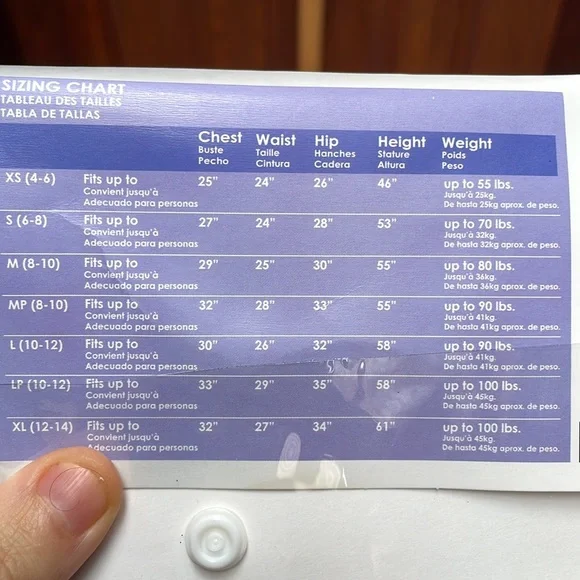 SIZING CHART
TABLEAU DES TAILLES
TABLA DE TALLAS
Chest Waist Hip Height Weight
Buste Taille Hanches Stature Poids
Pecho Cintura Cadera Altura Peso
XS (4-6) Fits up to 25" 24" 26" 46" up to 55 lbs.
Convient jusqu'à Jusqu'à 25kg.
Adecuado para personas De hasta 25kg aprox. de peso.
S (6-8) Fits up to 27" 24" 28" 53" up to 70 lbs.
Convient jusqu'à Jusqu'à 32kg.
Adecuado para personas De hasta 32kg aprox. de peso.
M (8-10) Fits up to 29" 25" 30" 55" up to 80 lbs.
Convient jusqu'à Jusqu'à 36kg.
Adecuado para personas De hasta 36kg aprox. de peso.
MP (8-10) Fits up to 32" 28" 33" 55" up to 90 lbs.
Convient jusqu'à Jusqu'à 41kg.
Adecuado para personas De hasta 41kg aprox. de peso.
L (10-12) Fits up to 30" 26" 32" 58" up to 90 lbs.
Convient jusqu'à Jusqu'à 41kg.
Adecuado para personas De hasta 41kg aprox. de peso.
LP (10-12) Fits up to 33" 29" 35" 58" up to 100 lbs.
Convient jusqu'à Jusqu'à 45kg.
Adecuado para personas De hasta 45kg aprox. de peso.
XL (12-14) Fits up to 32" 27" 34" 61" up to 100 lbs.
Convient jusqu'à Jusqu'à 45kg.
Adecuado para personas De hasta 45kg aprox. de peso.